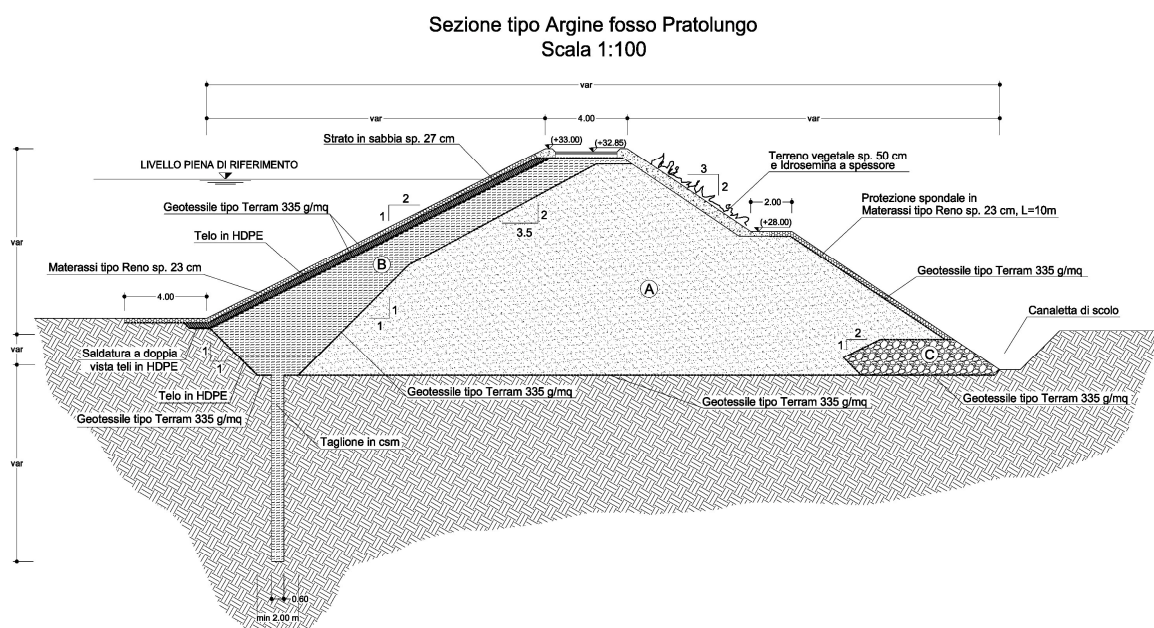 Sezione tipo Argine fosso Pratolungo
Scala 1:100
var
var
4.00
var
Strato in sabbia sp. 27 cm
(+33.00)
(+32.85)
LIVELLO PIENA DI RIFERIMENTO
Terreno vegetale sp. 50 cm
e Idrosemina a spessore
3
2
2
1
2.00
Geotessile tipo Terram 335 g/mq
2
3.5
Protezione spondale in
Materassi tipo Reno sp. 23 cm, L=10m
(+28.00)
Telo in HDPE
var
B
Materassi tipo Reno sp. 23 cm
Geotessile tipo Terram 335 g/mq
A
4.00
1
1
Canaletta di scolo
2
1
var
Saldatura a doppia
vista teli in HDPE
1
1
C
Telo in HDPE
Geotessile tipo Terram 335 g/mq
Geotessile tipo Terram 335 g/mq
Geotessile tipo Terram 335 g/mq
Geotessile tipo Terram 335 g/mq
Taglione in csm
var
0.60
min 2.00 m